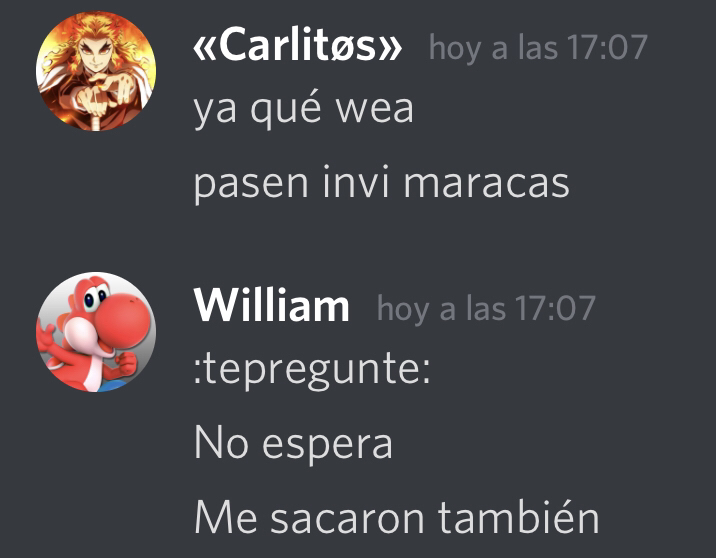 «Carlitøs» hoy a las 17:07
ya qué wea
pasen invi maracas
William hoy a las 17:07
:tepregunte:
No espera
Me sacaron también